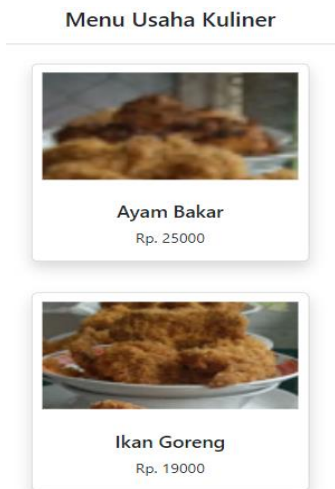 Menu Usaha Kuliner
Ayam Bakar
Rp. 25000
Ikan Goreng
Rp. 19000